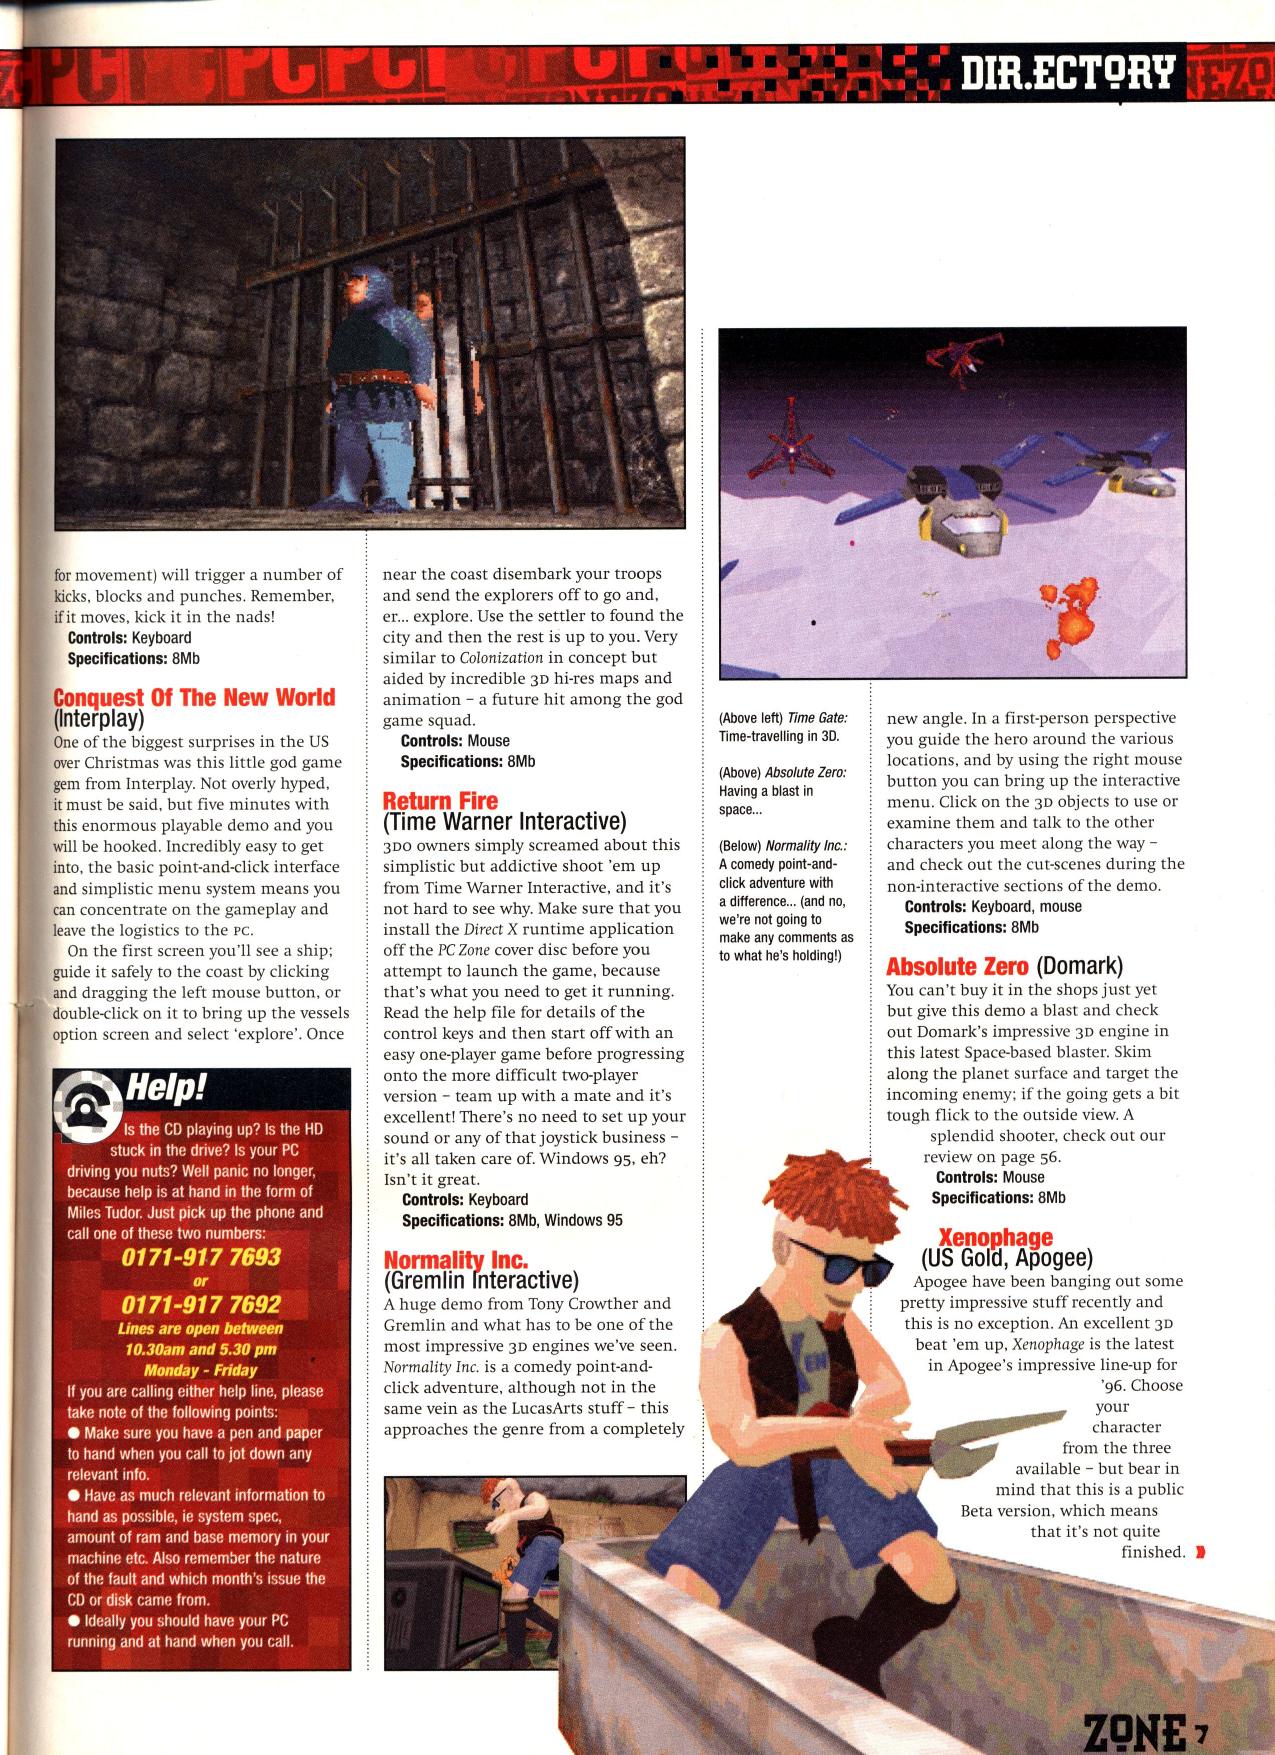 DIR.ECTORY
for movement) will trigger a number of
kicks, blocks and punches. Remember,
if it moves, kick it in the nads!
Controls: Keyboard
Specifications: 8Mb
Conquest Of The New World
(Interplay)
One of the biggest surprises in the US
over Christmas was this little god game
gem from Interplay. Not overly hyped,
it must be said, but five minutes with
this enormous playable demo and you
will be hooked. Incredibly easy to get
into, the basic point-and-click interface
and simplistic menu system means you
can concentrate on the gameplay and
leave the logistics to the PC.
On the first screen you'll see a ship;
guide it safely to the coast by clicking
and dragging the left mouse button, or
double-click on it to bring up the vessels
option screen and select 'explore'. Once
Help!
Is the CD playing up? Is the HD
stuck in the drive? Is your PC
driving you nuts? Well panic no longer,
because help is at hand in the form of
Miles Tudor. Just pick up the phone and
call one of these two numbers:
0171-917 7693
or
0171-917 7692
Lines are open between
10.30am and 5.30 pm
Monday - Friday
If you are calling either help line, please
take note of the following points:
● Make sure you have a pen and paper
to hand when you call to jot down any
relevant info.
● Have as much relevant information to
hand as possible, ie system spec,
amount of ram and base memory in your
machine etc. Also remember the nature
of the fault and which month's issue the
CD or disk came from.
● Ideally you should have your PC
running and at hand when you call.
near the coast disembark your troops
and send the explorers off to go and,
er... explore. Use the settler to found the
city and then the rest is up to you. Very
similar to Colonization in concept but
aided by incredible 3D hi-res maps and
animation – a future hit among the god
game squad.
Controls: Mouse
Specifications: 8Mb
Return Fire
(Time Warner Interactive)
3DO owners simply screamed about this
simplistic but addictive shoot 'em up
from Time Warner Interactive, and it's
not hard to see why. Make sure that you
install the Direct X runtime application
off the PC Zone cover disc before you
attempt to launch the game, because
that's what you need to get it running.
Read the help file for details of the
control keys and then start off with an
easy one-player game before progressing
onto the more difficult two-player
version – team up with a mate and it's
excellent! There's no need to set up your
sound or any of that joystick business –
it's all taken care of. Windows 95, eh?
Isn't it great.
Controls: Keyboard
Specifications: 8Mb, Windows 95
Normality Inc.
(Gremlin Interactive)
A huge demo from Tony Crowther and
Gremlin and what has to be one of the
most impressive 3D engines we've seen.
Normality Inc. is a comedy point-and-
click adventure, although not in the
same vein as the LucasArts stuff – this
approaches the genre from a completely
(Above left) Time Gate:
Time-travelling in 3D.
(Above) Absolute Zero:
Having a blast in
space...
(Below) Normality Inc.:
A comedy point-and-
click adventure with
a difference... (and no,
we're not going to
make any comments as
to what he's holding!)
new angle. In a first-person perspective
you guide the hero around the various
locations, and by using the right mouse
button you can bring up the interactive
menu. Click on the 3D objects to use or
examine them and talk to the other
characters you meet along the way –
and check out the cut-scenes during the
non-interactive sections of the demo.
Controls: Keyboard, mouse
Specifications: 8Mb
Absolute Zero (Domark)
You can't buy it in the shops just yet
but give this demo a blast and check
out Domark's impressive 3D engine in
this latest Space-based blaster. Skim
along the planet surface and target the
incoming enemy; if the going gets a bit
tough flick to the outside view. A
splendid shooter, check out our
review on page 56.
Controls: Mouse
Specifications: 8Mb
Xenophage
(US Gold, Apogee)
Apogee have been banging out some
pretty impressive stuff recently and
this is no exception. An excellent 3D
beat 'em up, Xenophage is the latest
in Apogee's impressive line-up for
'96. Choose
your
character
from the three
available – but bear in
mind that this is a public
Beta version, which means
that it's not quite
finished.
ZONE 7